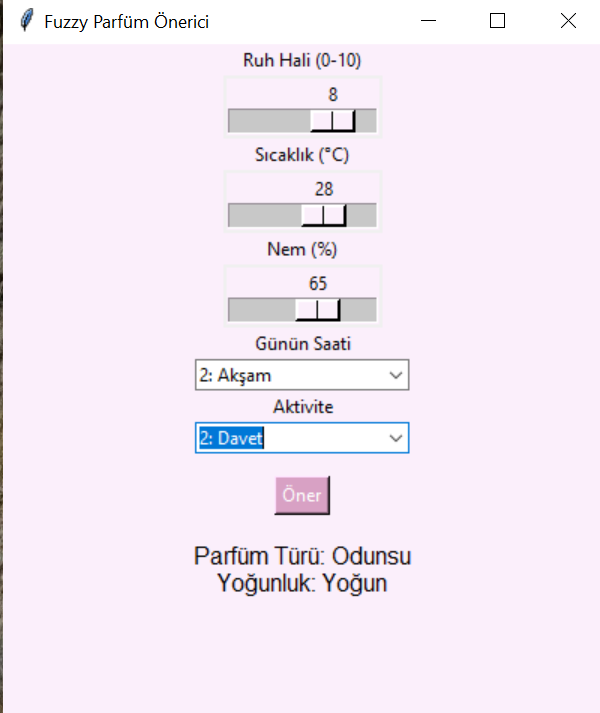 Fuzzy Parfüm Önerici
Ruh Hali (0-10)
8
Sıcaklık (°C)
28
Nem (%)
65
Günün Saati
2: Akşam
Aktivite
2: Davet
Öner
Parfüm Türü: Odunsu
Yoğunluk: Yoğun